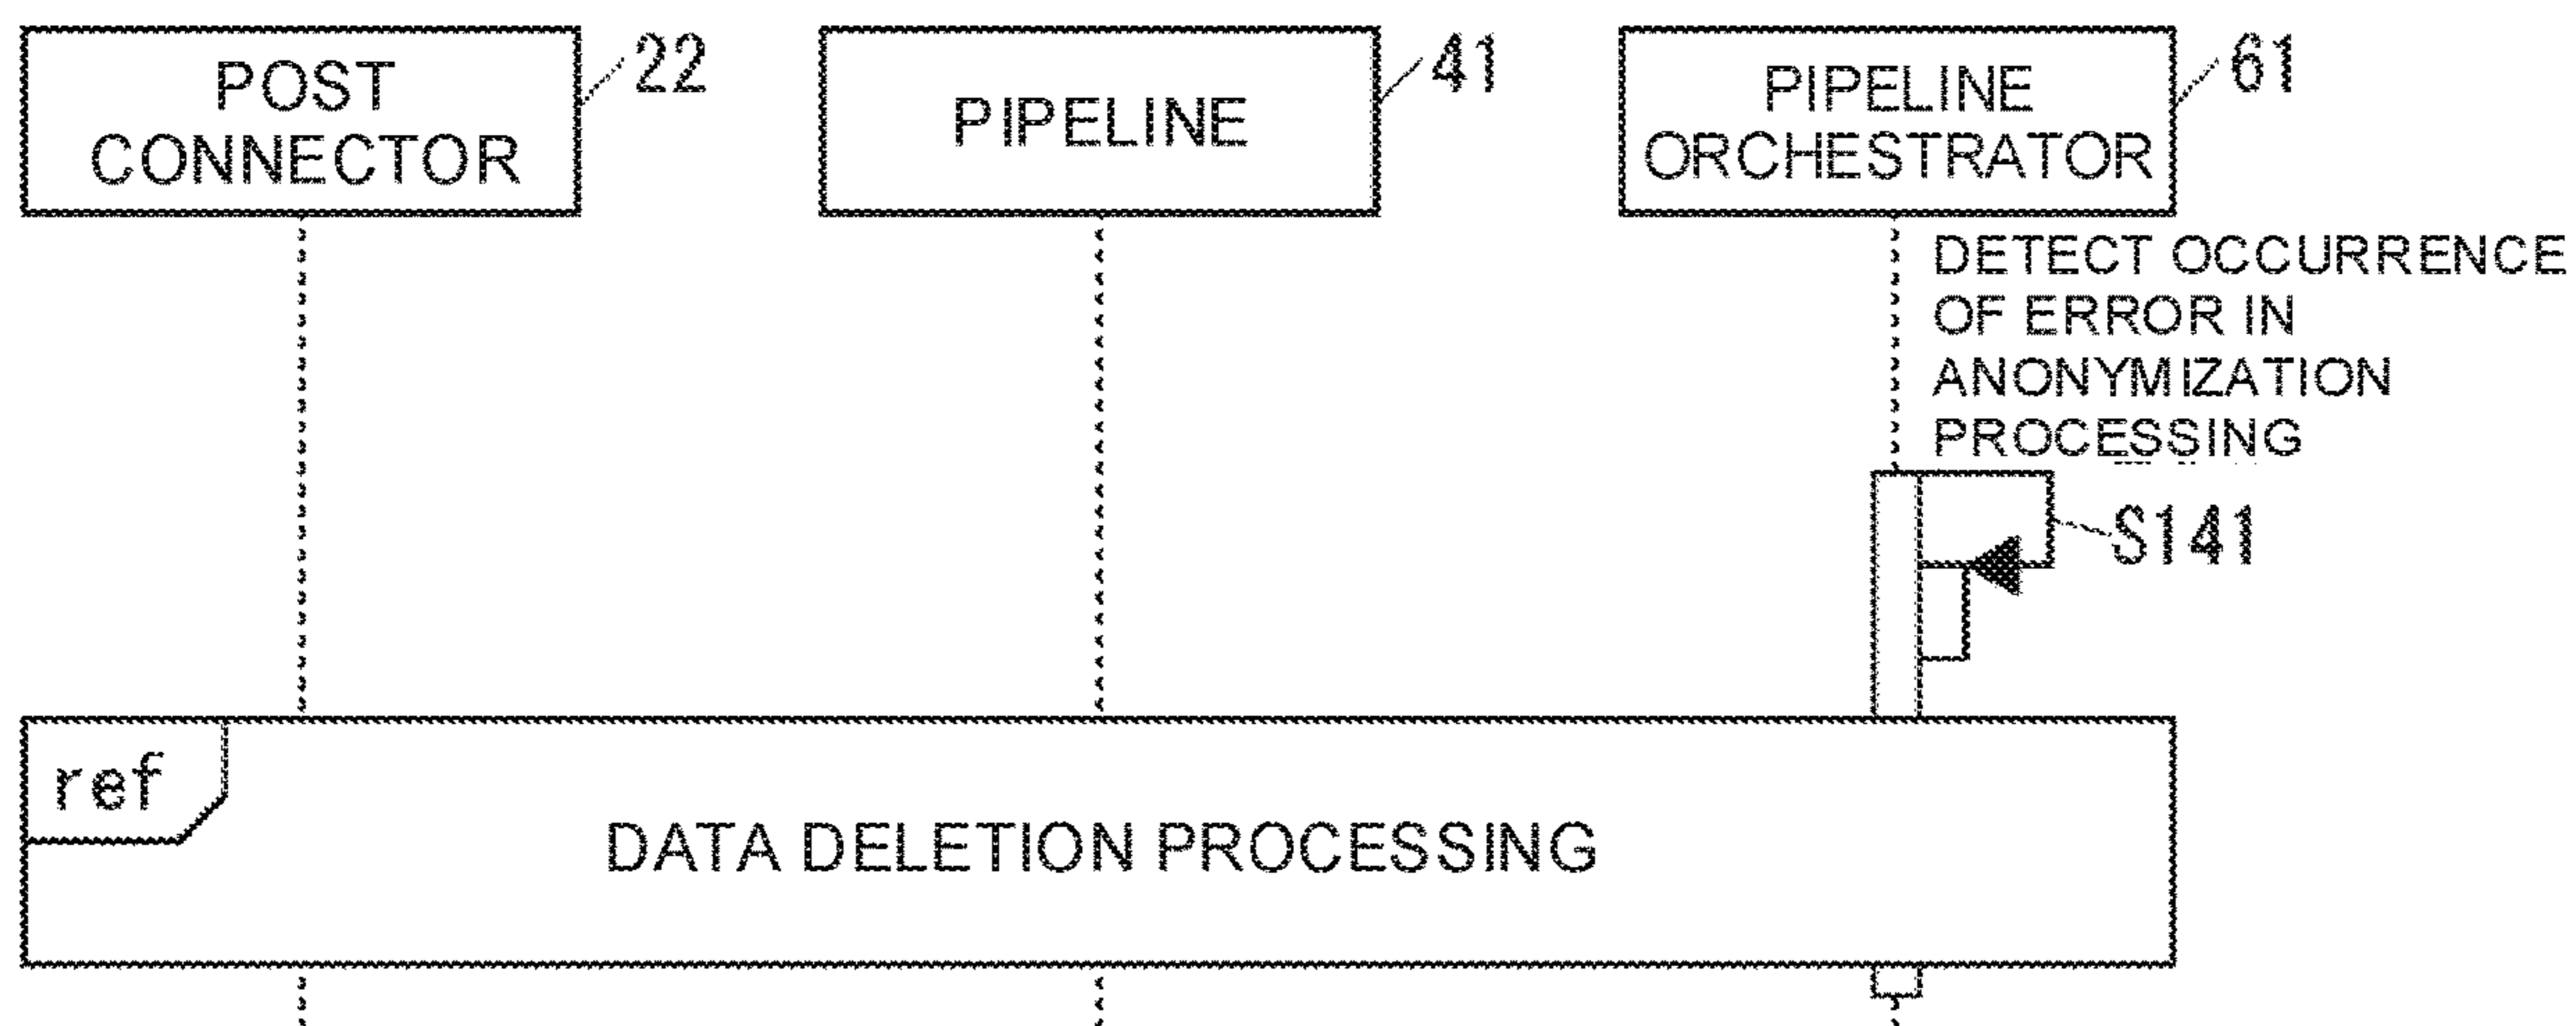 POST
CONNECTOR
22
PIPELINE
41
PIPELINE
ORCHESTRATOR
61
DETECT OCCURRENCE
OF ERROR IN
ANONYMIZATION
PROCESSING
S141
ref
DATA DELETION PROCESSING